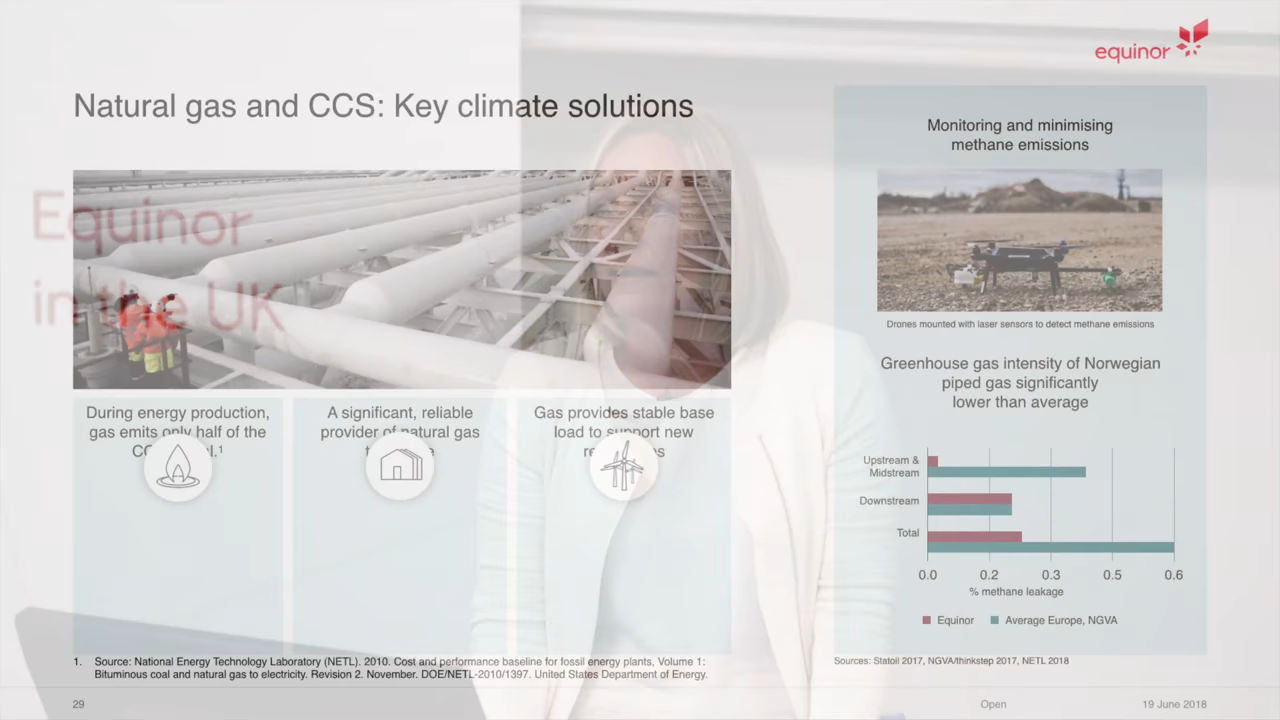 equinor
Natural gas and CCS: Key climate solutions
Equinor
in the UK
During energy production,
gas emits only half of the
A significant, reliable
provider of natural gas
Gas provides stable base
load to support new
Monitoring and minimising
methane emissions
Drones mounted with laser sensors to detect methane emissions
Greenhouse gas intensity of Norwegian
piped gas significantly
lower than average
Upstream &
Midstream
Downstream
Total
0.0 0.2 0.3 0.5 0.6
% methane leakage
Equinor Average Europe, NGVA
1. Source: National Energy Technology Laboratory (NETL). 2010. Cost and performance baseline for fossil energy plants, Volume 1:
Bituminous coal and natural gas to electricity. Revision 2. November. DOE/NETL-2010/1397. United States Department of Energy.
Sources: Statoil 2017, NGVA/thinkstep 2017, NETL 2018
29 Open 19 June 2018